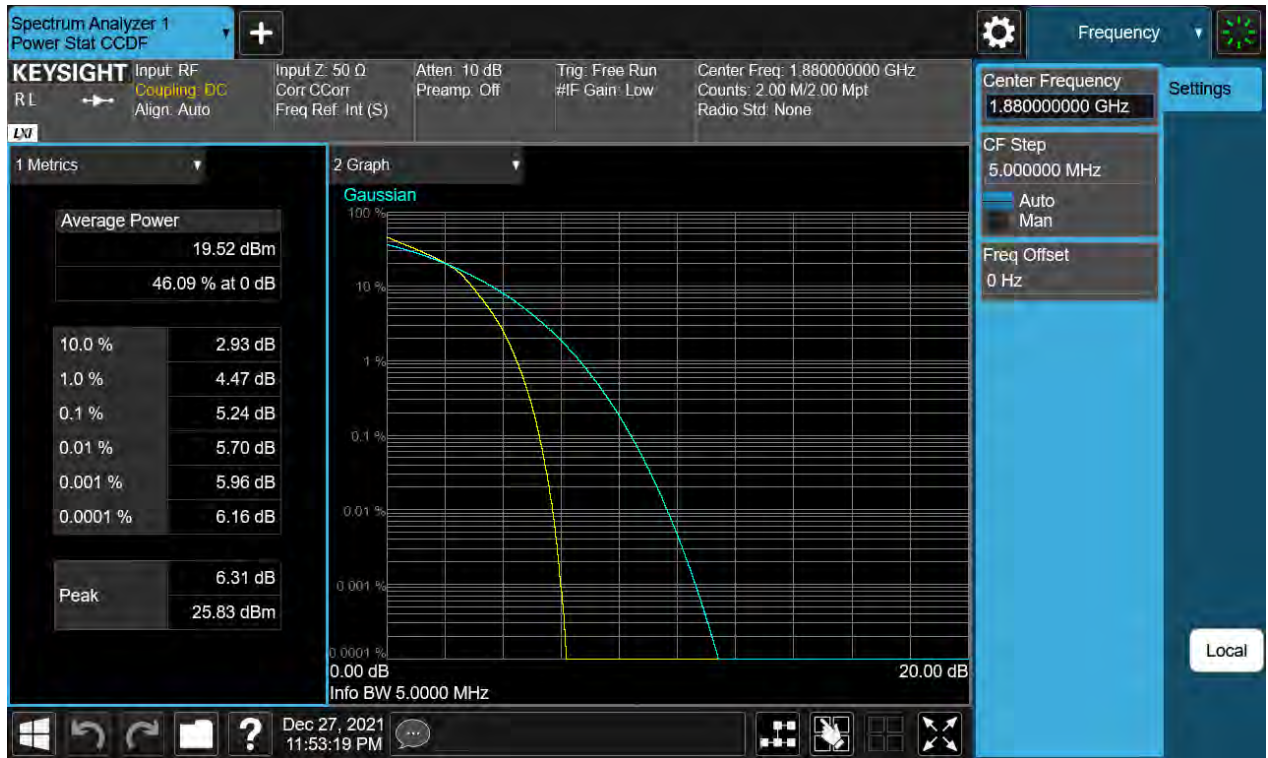 Spectrum Analyzer 1
Power Stat CCDF
+
Frequency
KEYSIGHT
RL
LXI
Input: RF
Coupling: DC
Align: Auto
Input Z: 50 Ω
Corr CCorr
Freq Ref: Int (S)
Atten: 10 dB
Preamp: Off
Trig: Free Run
#IF Gain: Low
Center Freq: 1.880000000 GHz
Counts: 2.00 M/2.00 Mpt
Radio Std: None
Center Frequency
1.880000000 GHz
Settings
CF Step
5.000000 MHz
Auto
Man
Freq Offset
0 Hz
1 Metrics
Average Power
19.52 dBm
46.09 % at 0 dB
10.0 % 2.93 dB
1.0 % 4.47 dB
0.1 % 5.24 dB
0.01 % 5.70 dB
0.001 % 5.96 dB
0.0001 % 6.16 dB
Peak
6.31 dB
25.83 dBm
2 Graph
Gaussian
100 %
10 %
1 %
0.1 %
0.01 %
0.001 %
0.0001 %
0.00 dB 20.00 dB
Info BW 5.0000 MHz
Local
?
Dec 27, 2021
11:53:19 PM